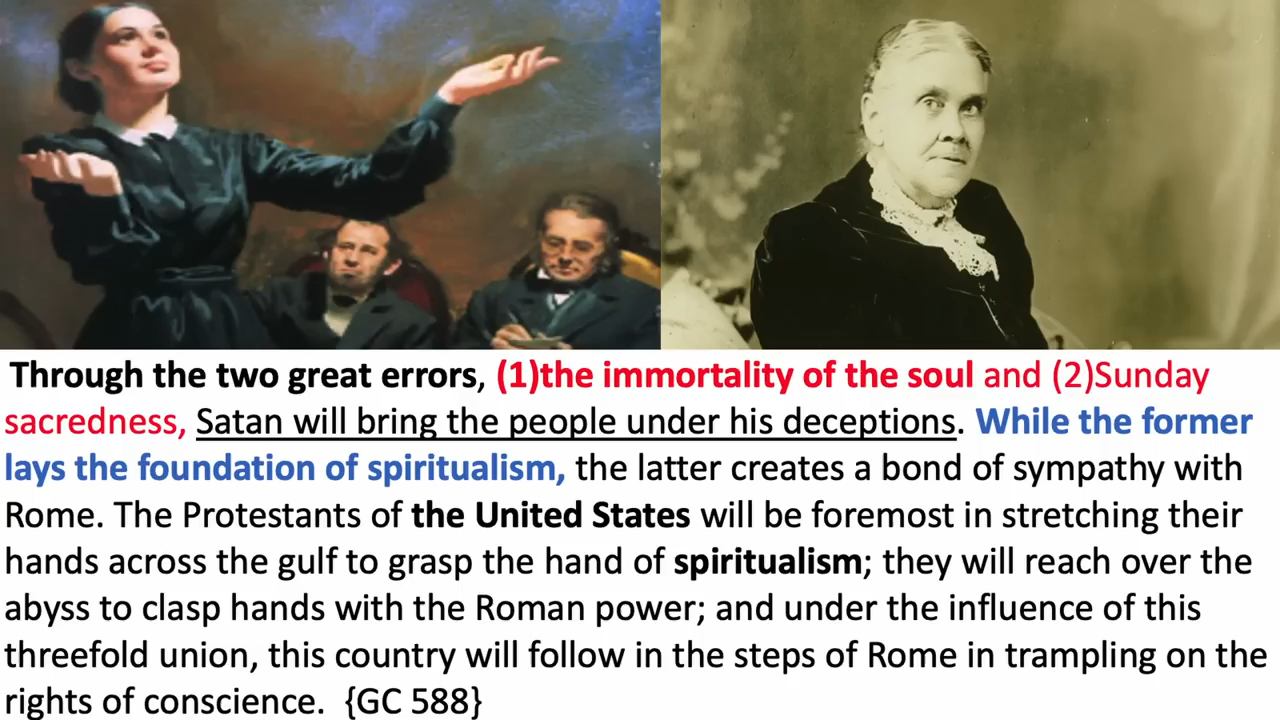 Through the two great errors, (1)the immortality of the soul and (2)Sunday
sacredness, Satan will bring the people under his deceptions. While the former
lays the foundation of spiritualism, the latter creates a bond of sympathy with
Rome. The Protestants of the United States will be foremost in stretching their
hands across the gulf to grasp the hand of spiritualism; they will reach over the
abyss to clasp hands with the Roman power; and under the influence of this
threefold union, this country will follow in the steps of Rome in trampling on the
rights of conscience.  {GC 588}